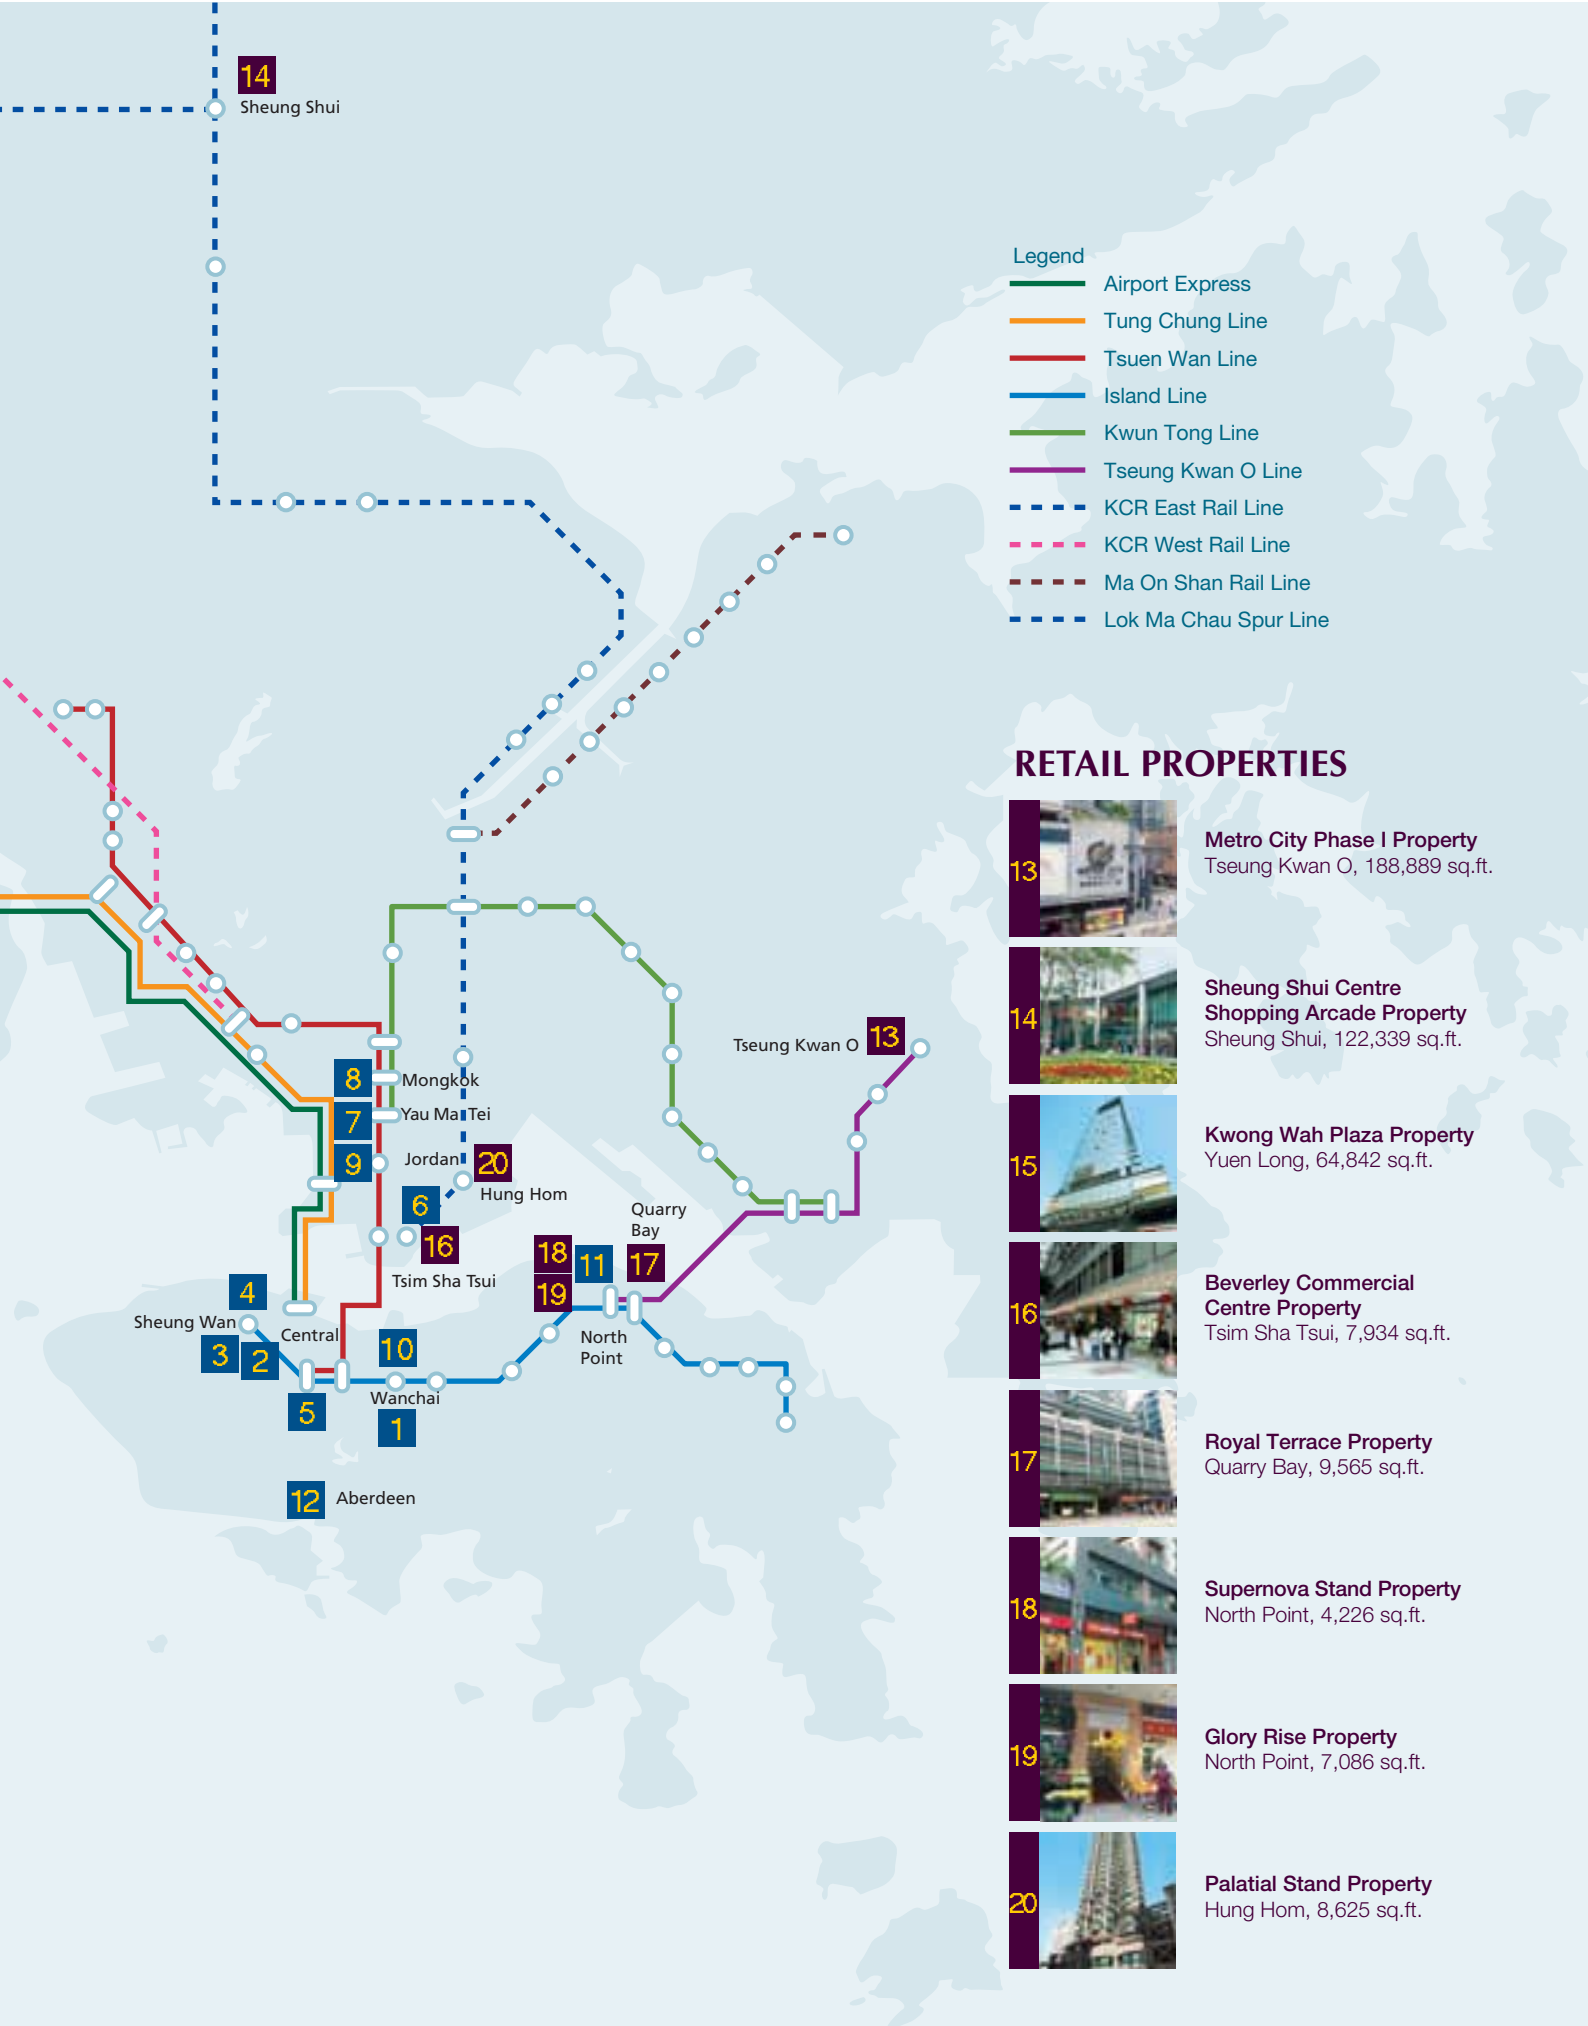 14
Sheung Shui
Legend
Airport Express
Tung Chung Line
Tsuen Wan Line
Island Line
Kwun Tong Line
Tseung Kwan O Line
KCR East Rail Line
KCR West Rail Line
Ma On Shan Rail Line
Lok Ma Chau Spur Line
Tseung Kwan O 13
8 Mongkok
7 Yau Ma Tei
9 Jordan 20
Hung Hom
6
16
Tsim Sha Tsui
Quarry
Bay
18 11 17
19
North
Point
4
Sheung Wan
Central
3 2
10
Wanchai
5
1
12 Aberdeen
RETAIL PROPERTIES
13
Metro City Phase I Property
Tseung Kwan O, 188,889 sq.ft.
14
Sheung Shui Centre
Shopping Arcade Property
Sheung Shui, 122,339 sq.ft.
15
Kwong Wah Plaza Property
Yuen Long, 64,842 sq.ft.
16
Beverley Commercial
Centre Property
Tsim Sha Tsui, 7,934 sq.ft.
17
Royal Terrace Property
Quarry Bay, 9,565 sq.ft.
18
Supernova Stand Property
North Point, 4,226 sq.ft.
19
Glory Rise Property
North Point, 7,086 sq.ft.
20
Palatial Stand Property
Hung Hom, 8,625 sq.ft.